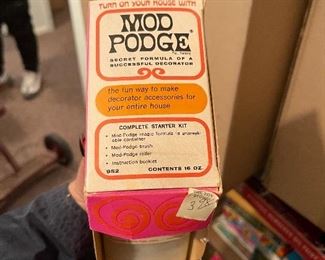 TURN ON YOUR HOUSE WITH
MOD
PODGE®
SECRET FORMULA OF A
SUCCESSFUL DECORATOR
the fun way to make
decorator accessories for
your entire house
COMPLETE STARTER KIT
• Mod-Podge magic formula in
able container
• Mod-Podge brush
• Mod-Podge roller
• Instruction booklet
952 CONTENTS 16 OZ